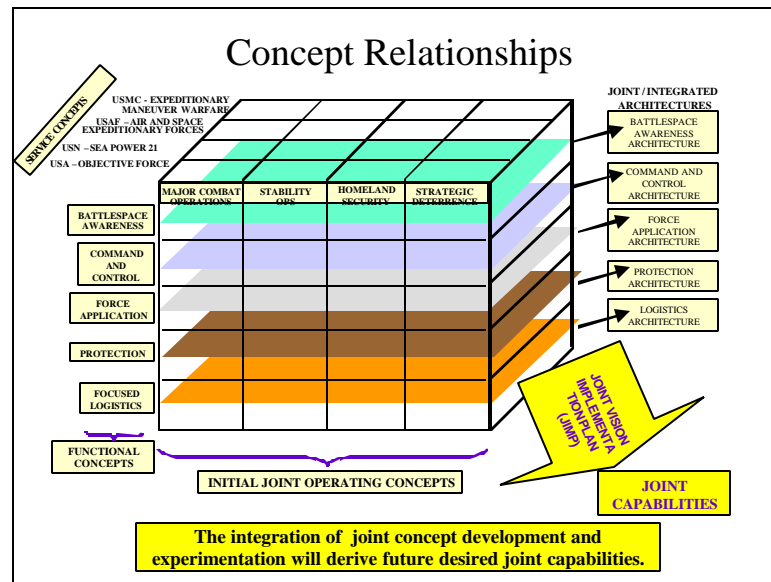 Concept Relationships
SERVICE CONCEPTS
USMC - EXPEDITIONARY
MANEUVER WARFARE
USAF – AIR AND SPACE
EXPEDITIONARY FORCES
USN – SEA POWER 21
USA – OBJECTIVE FORCE
JOINT / INTEGRATED
ARCHITECTURES
BATTLESPACE
AWARENESS
ARCHITECTURE
COMMAND AND
CONTROL
ARCHITECTURE
FORCE
APPLICATION
ARCHITECTURE
PROTECTION
ARCHITECTURE
LOGISTICS
ARCHITECTURE
MAJOR COMBAT
OPERATIONS
STABILITY
OPS
HOMELAND
SECURITY
STRATEGIC
DETERRENCE
BATTLESPACE
AWARENESS
COMMAND
AND
CONTROL
FORCE
APPLICATION
PROTECTION
FOCUSED
LOGISTICS
FUNCTIONAL
CONCEPTS
INITIAL JOINT OPERATING CONCEPTS
JOINT VISION
IMPLEMENTA
TION PLAN
(JIMP)
JOINT
CAPABILITIES
The integration of joint concept development and
experimentation will derive future desired joint capabilities.